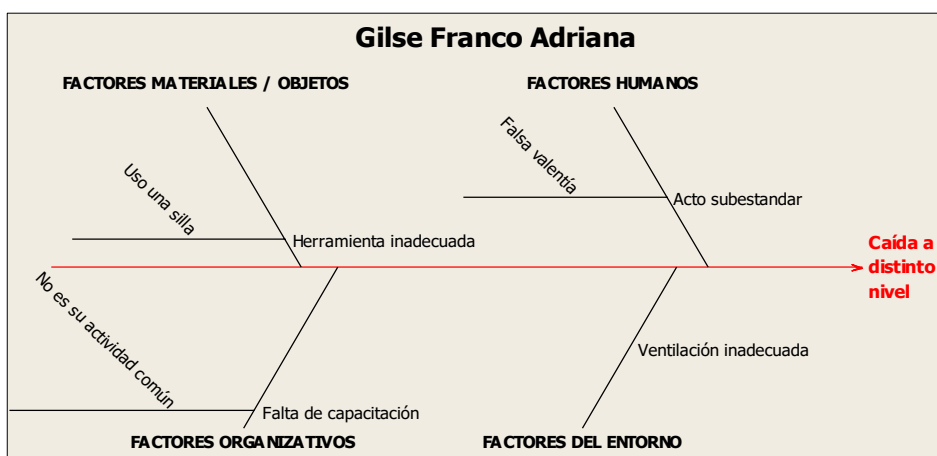 Gilse Franco Adriana
FACTORES MATERIALES / OBJETOS
FACTORES HUMANOS
Uso una silla
Falsa valentía
Herramienta inadecuada
Acto subestandar
Caída a
distinto
nivel
No es su actividad común
Ventilación inadecuada
Falta de capacitación
FACTORES ORGANIZATIVOS
FACTORES DEL ENTORNO